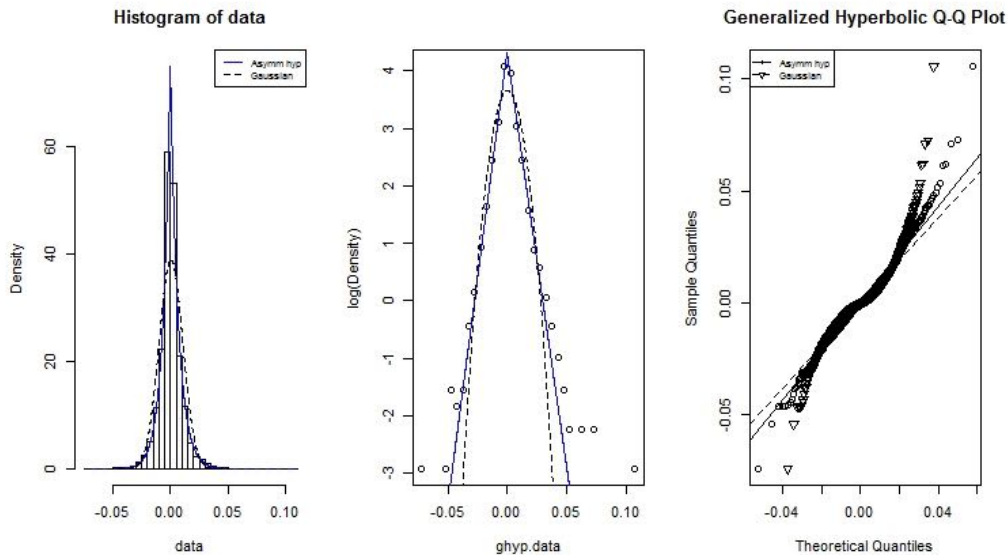 Histogram of data
Asymm hyp
Gaussian
Density
0
20
40
60
-0.05
0.00
0.05
0.10
data
log(Density)
4
3
2
1
0
-1
-2
-3
-0.05
0.00
0.05
0.10
ghyp.data
Generalized Hyperbolic Q-Q Plot
Asymm hyp
Gaussian
Sample Quantiles
0.10
0.05
0.00
-0.05
-0.04
0.00
0.04
Theoretical Quantiles